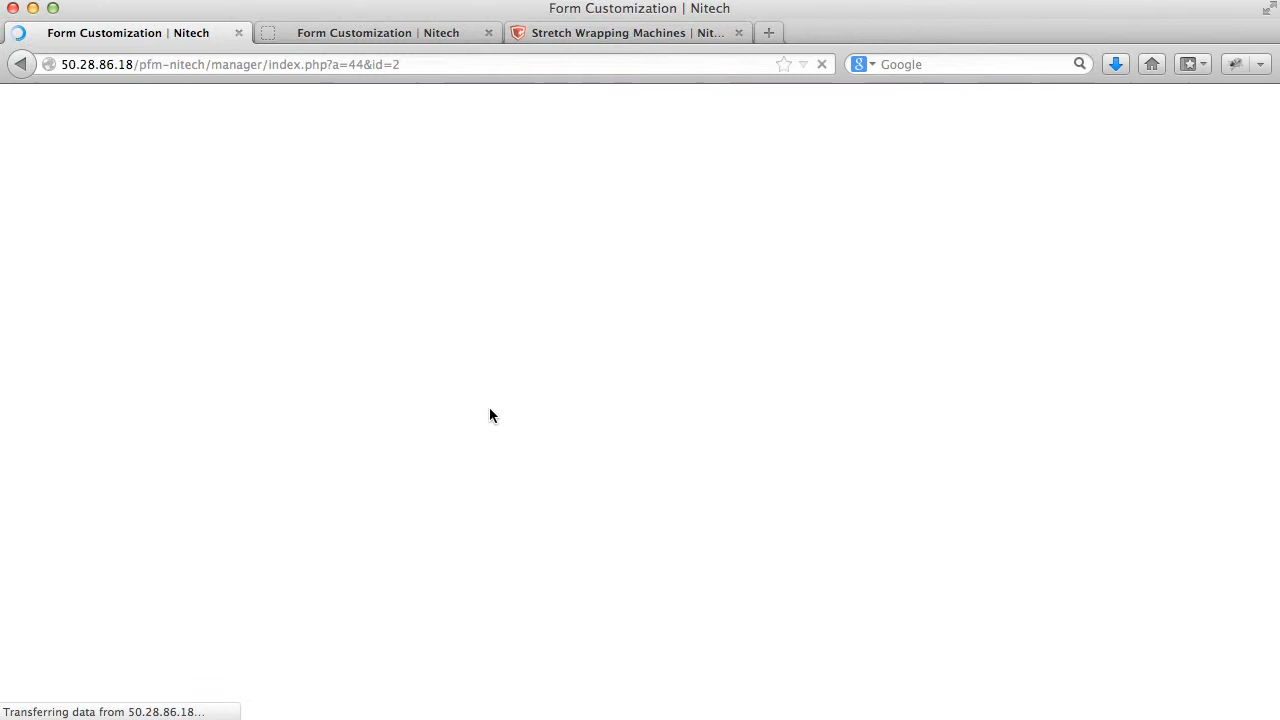 Form Customization | Nitech
Form Customization | Nitech
Form Customization | Nitech
Stretch Wrapping Machines | Nit...
50.28.86.18/pfm-nitech/manager/index.php?a=44&id=2
Google
Transferring data from 50.28.86.18...